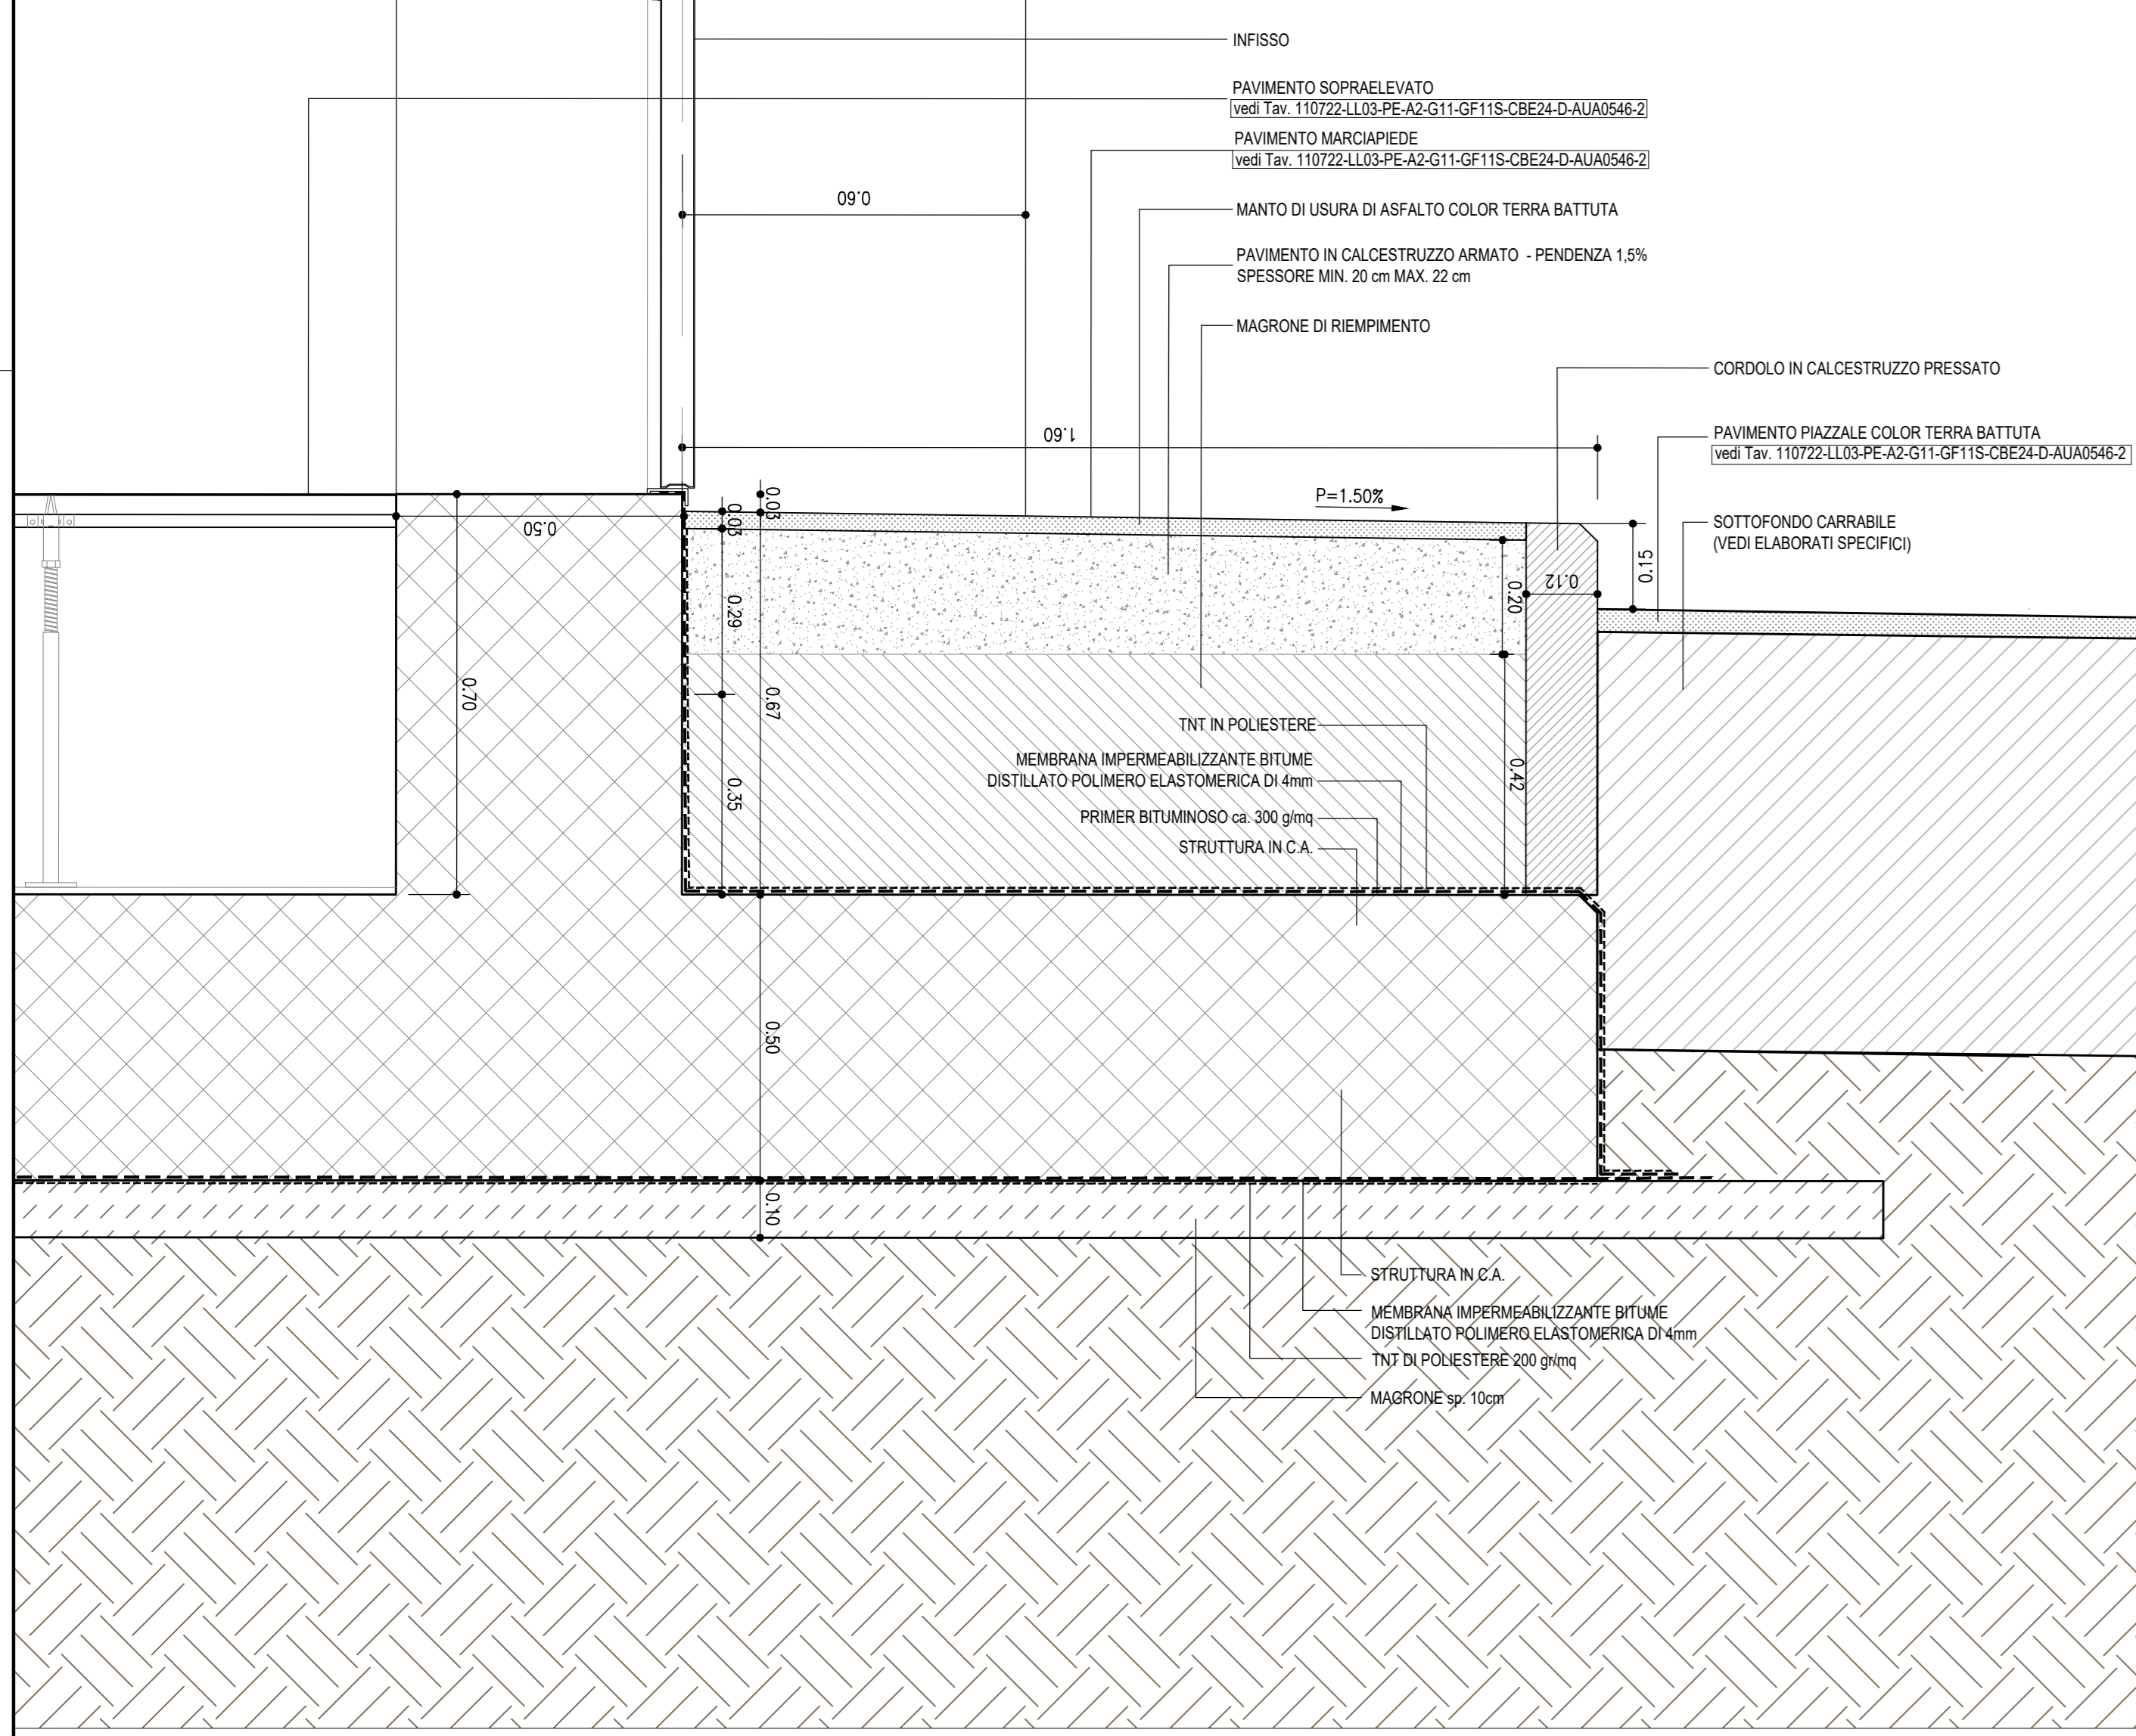 INFISSO
PAVIMENTO SOPRAELEVATO
vedi Tav. 110722-LL03-PE-A2-G11-GF11S-CBE24-D-AUA0546-2
PAVIMENTO MARCIAPIEDE
vedi Tav. 110722-LL03-PE-A2-G11-GF11S-CBE24-D-AUA0546-2
0.60
MANTO DI USURA DI ASFALTO COLOR TERRA BATTUTA
PAVIMENTO IN CALCESTRUZZO ARMATO - PENDENZA 1,5%
SPESSORE MIN. 20 cm MAX. 22 cm
MAGRONE DI RIEMPIMENTO
CORDOLO IN CALCESTRUZZO PRESSATO
1.60
PAVIMENTO PIAZZALE COLOR TERRA BATTUTA
vedi Tav. 110722-LL03-PE-A2-G11-GF11S-CBE24-D-AUA0546-2
P=1.50%
0.03
0.03
0.50
SOTTOFONDO CARRABILE
(VEDI ELABORATI SPECIFICI)
0.15
0.12
0.20
0.29
0.70
0.67
TNT IN POLIESTERE
MEMBRANA IMPERMEABILIZZANTE BITUME
DISTILLATO POLIMERO ELASTOMERICA DI 4mm
0.42
0.35
PRIMER BITUMINOSO ca. 300 g/mq
STRUTTURA IN C.A.
0.50
0.10
STRUTTURA IN C.A.
MEMBRANA IMPERMEABILIZZANTE BITUME
DISTILLATO POLIMERO ELASTOMERICA DI 4mm
TNT DI POLIESTERE 200 gr/mq
MAGRONE sp. 10cm